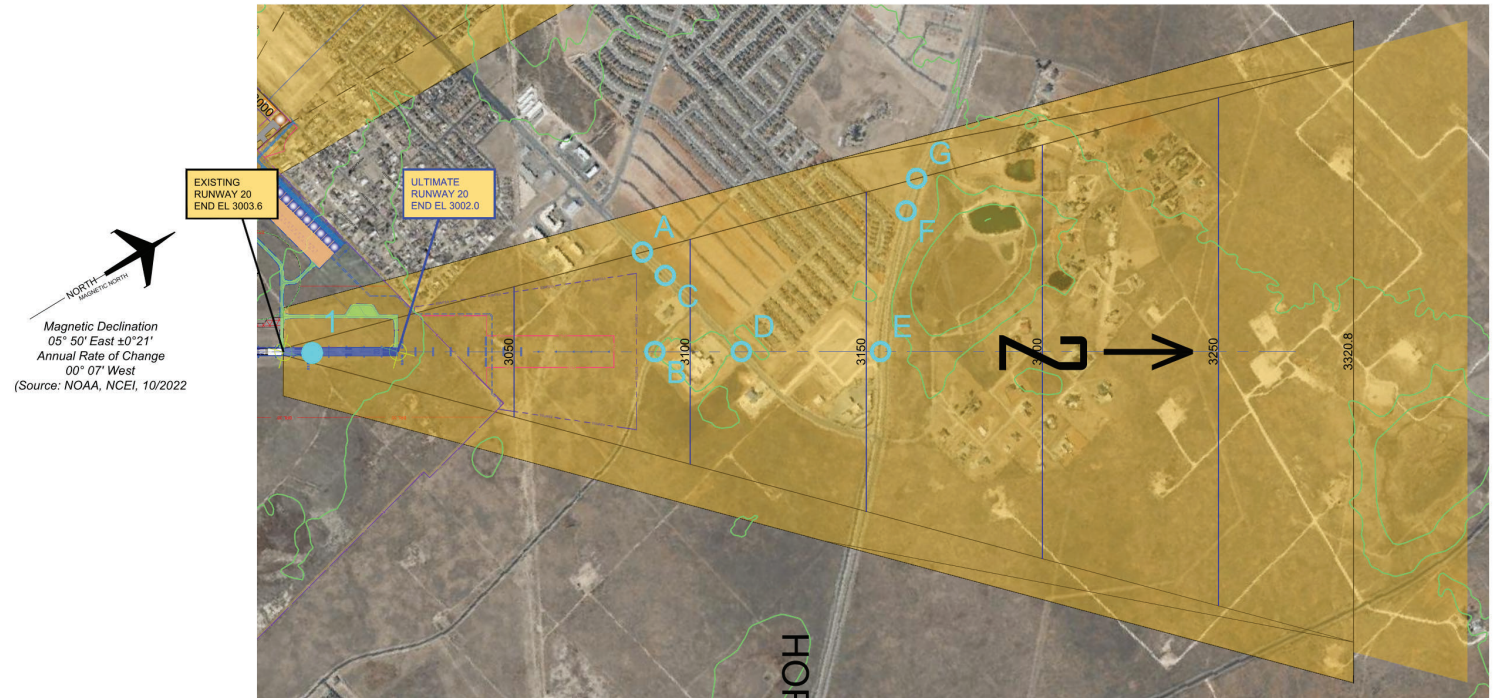 EXISTING
RUNWAY 20
END EL 3003.6
ULTIMATE
RUNWAY 20
END EL 3002.0
NORTH
MAGNETIC NORTH
Magnetic Declination
05° 50' East ±0°21'
Annual Rate of Change
00° 07' West
(Source: NOAA, NCEI, 10/2022
1
A
B
C
D
E
F
G
3050
3100
3150
3200
3250
3320.8
N
HOR